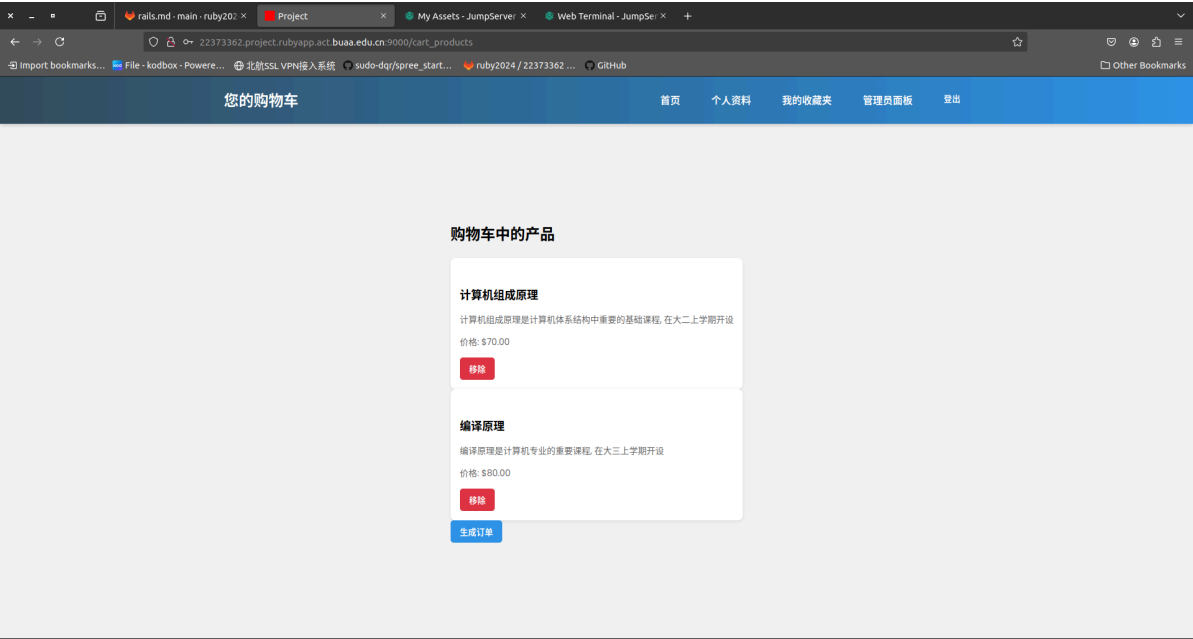 rails.md · main · ruby202
Project
My Assets - JumpServer
Web Terminal - JumpSer
22373362.project.rubyapp.act.buaa.edu.cn:9000/cart_products
Import bookmarks...
File - kodbox - Powere...
北航SSL VPN接入系统
sudo-dqr/spree_start...
ruby2024 / 22373362 ...
GitHub
Other Bookmarks
您的购物车
首页
个人资料
我的收藏夹
管理员面板
登出
购物车中的产品
计算机组成原理
计算机组成原理是计算机体系结构中重要的基础课程, 在大二上学期开设
价格: $70.00
移除
编译原理
编译原理是计算机专业的重要课程, 在大三上学期开设
价格: $80.00
移除
生成订单